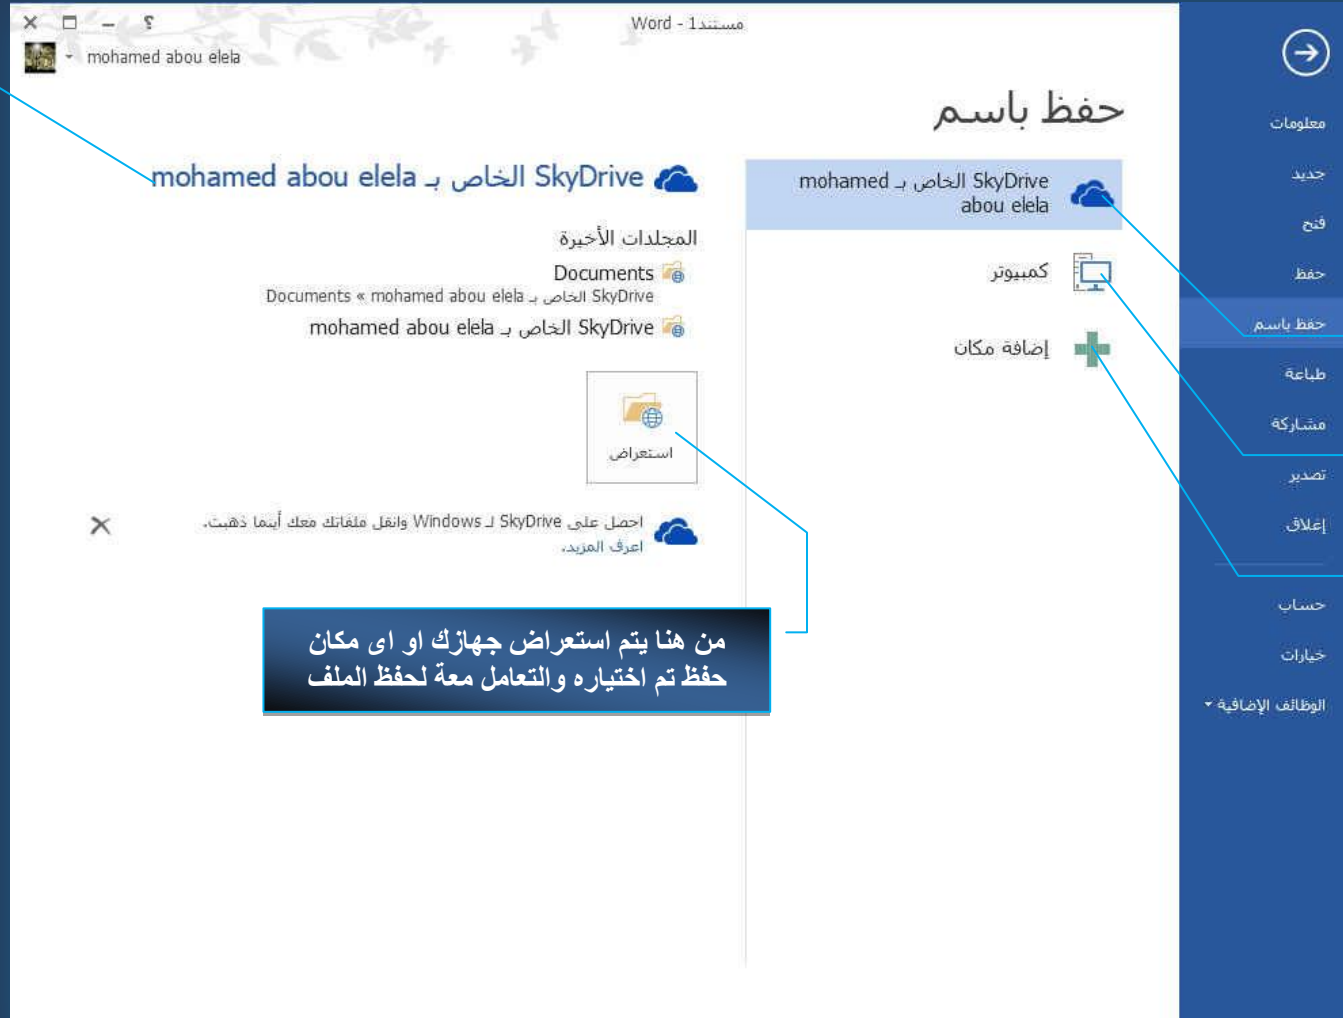 مستند1 - Word
؟
mohamed abou elela
حفظ باسم
معلومات
جديد
فتح
حفظ
حفظ باسم
طباعة
مشاركة
تصدير
إغلاق
حساب
خيارات
الوظائف الإضافية
SkyDrive الخاص بـ mohamed
abou elela
كمبيوتر
إضافة مكان
SkyDrive الخاص بـ mohamed abou elela
المجلدات الأخيرة
Documents
SkyDrive الخاص بـ mohamed abou elela » Documents
SkyDrive الخاص بـ mohamed abou elela
استعراض
احصل على SkyDrive لـ Windows وانقل ملفاتك معك أينما ذهبت.
اعرف المزيد.
من هنا يتم استعراض جهازك او اى مكان
حفظ تم اختياره والتعامل معة لحفظ الملف